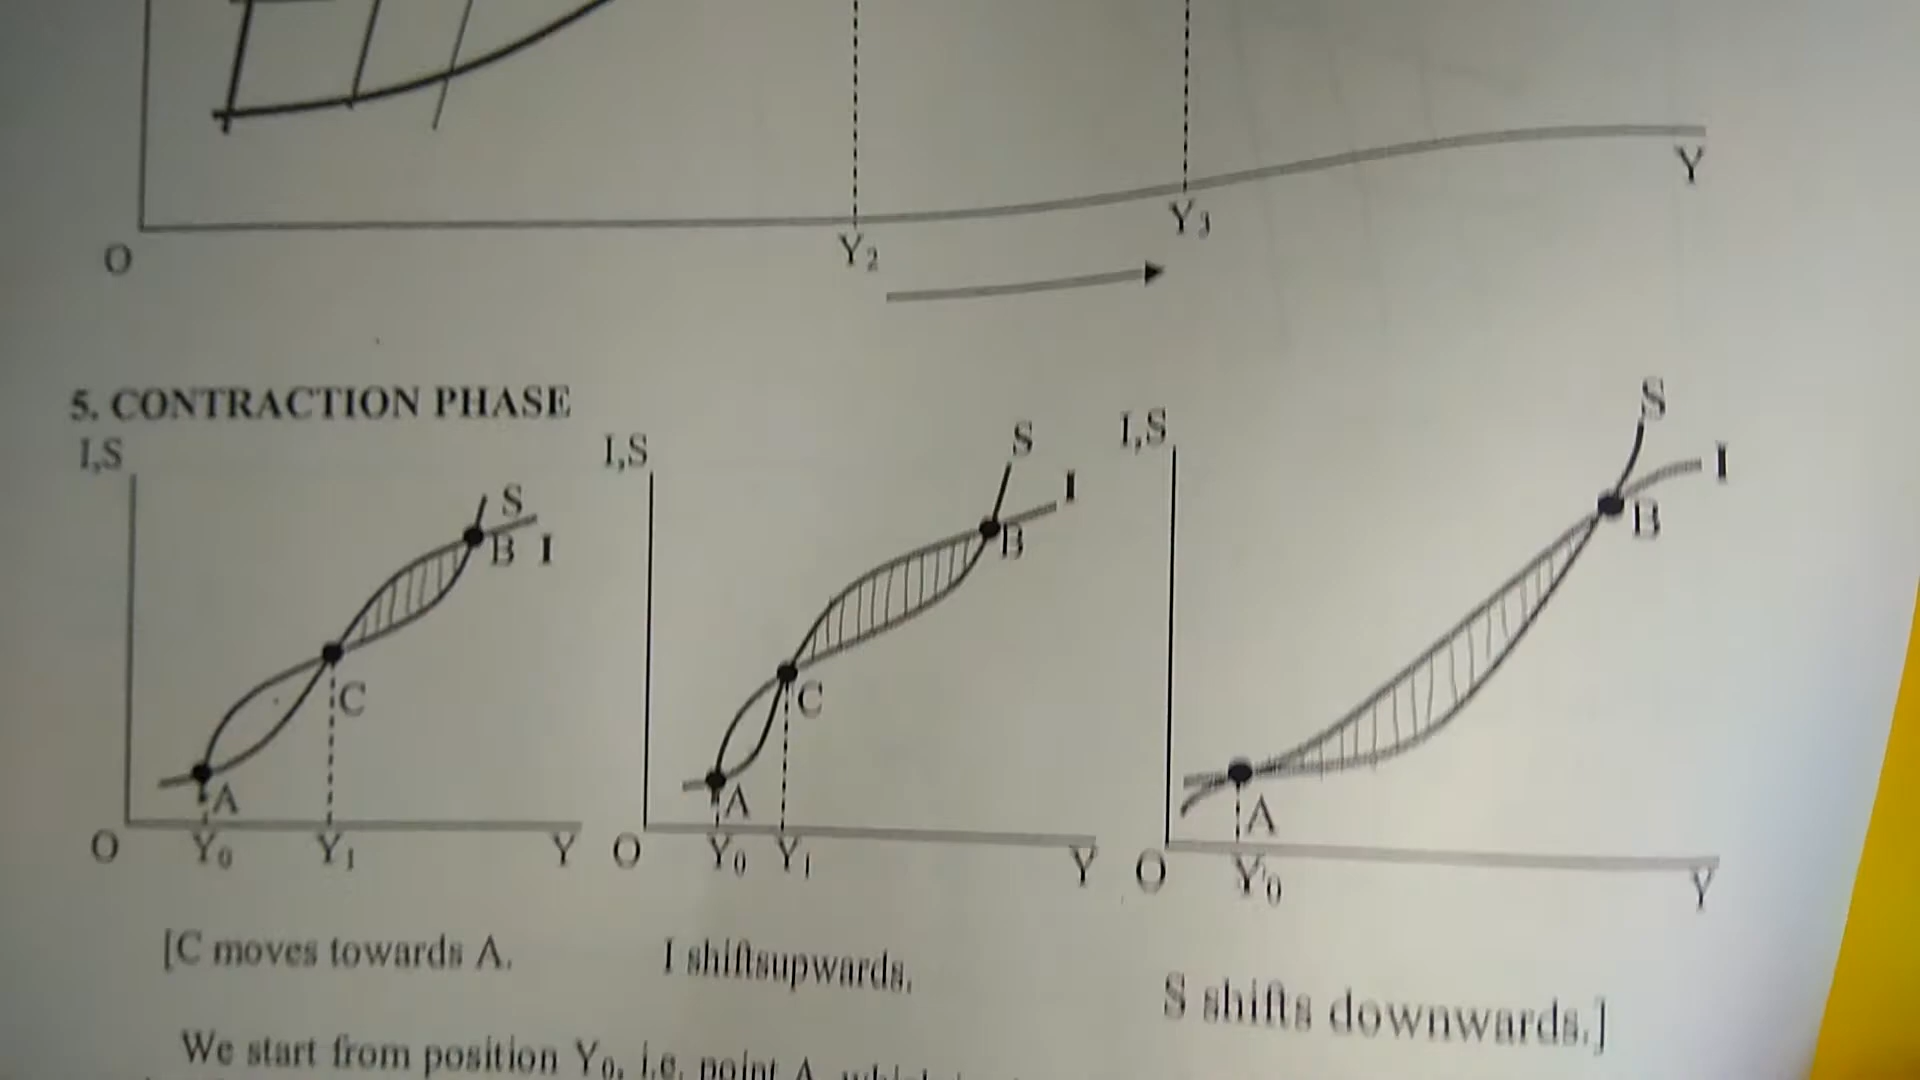 Y
O
Y₂
Y₃
5. CONTRACTION PHASE
I,S
S
B I
C
A
O
Y₀
Y₁
Y
I,S
S
I
B
C
A
O
Y₀
Y₁
Y
I,S
S
I
B
A
O
Y₀
Y
[C moves towards A.
I shiftsupwards.
S shifts downwards.]
We start from position Y₀, i.e. point A, which